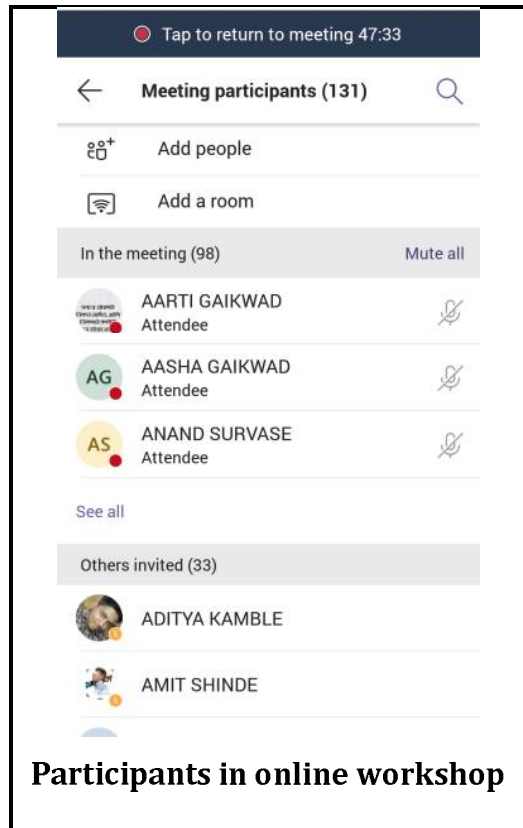 Tap to return to meeting 47:33
Meeting participants (131)
Add people
Add a room
In the meeting (98) Mute all
AARTI GAIKWAD
Attendee
AG AASHA GAIKWAD
Attendee
AS ANAND SURVASE
Attendee
See all
Others invited (33)
ADITYA KAMBLE
AMIT SHINDE
Participants in online workshop